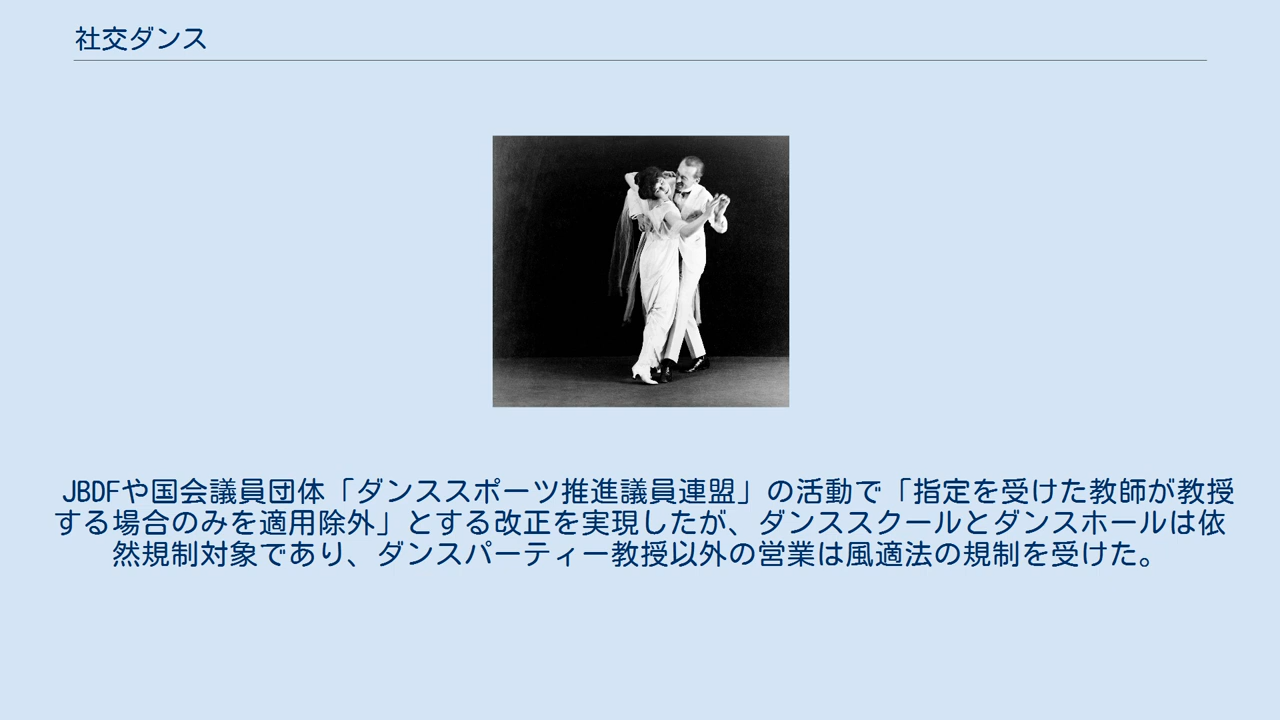 社交ダンス
JBDFや国会議員団体「ダンススポーツ推進議員連盟」の活動で「指定を受けた教師が教授
する場合のみを適用除外」とする改正を実現したが、ダンススクールとダンスホールは依
然規制対象であり、ダンスパーティー教授以外の営業は風適法の規制を受けた。